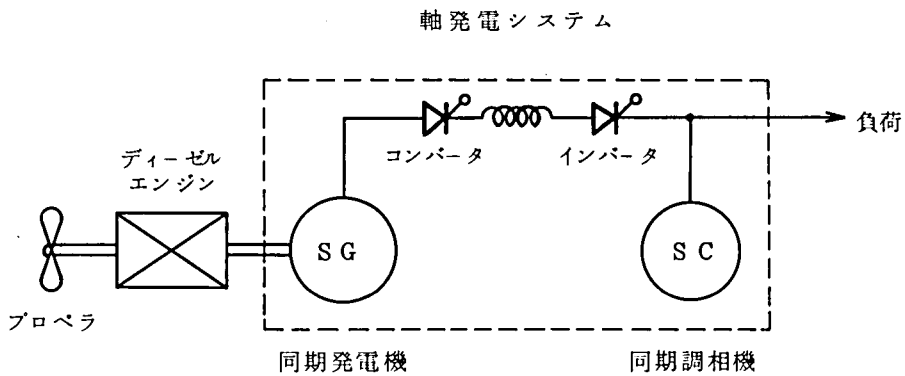 軸発電システム
負荷
コンバータ
インバータ
ディーゼル
エンジン
SG
SC
プロペラ
同期発電機
同期調相機